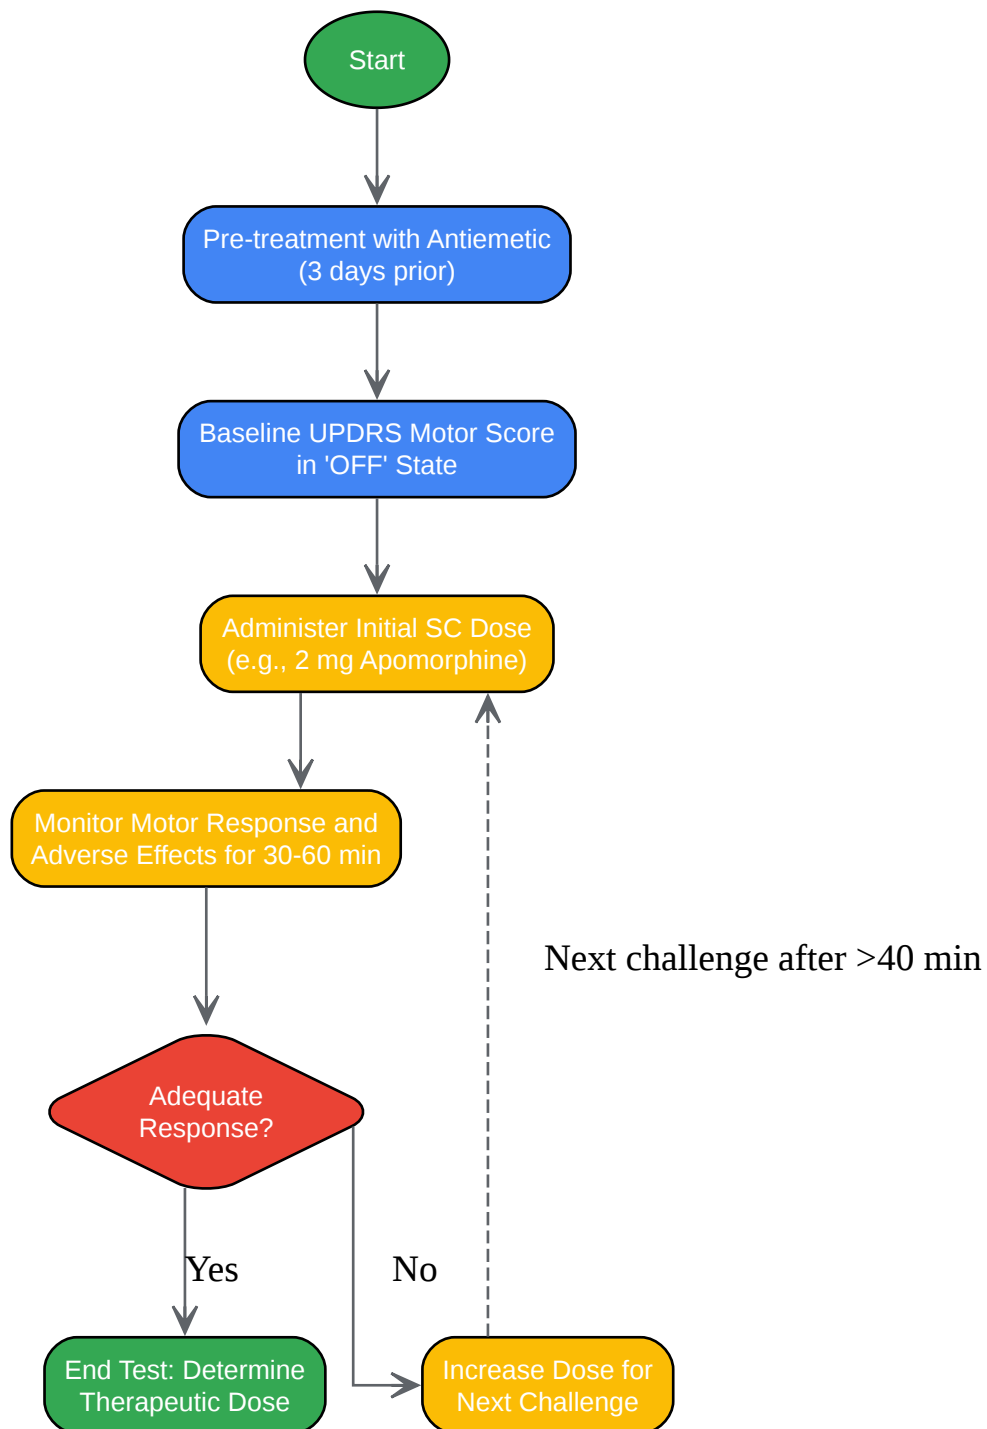 Start
Pre-treatment with Antiemetic
(3 days prior)
Baseline UPDRS Motor Score
in 'OFF' State
Administer Initial SC Dose
(e.g., 2 mg Apomorphine)
Monitor Motor Response and
Adverse Effects for 30-60 min
Next challenge after >40 min
Adequate
Response?
Yes
No
End Test: Determine
Therapeutic Dose
Increase Dose for
Next Challenge